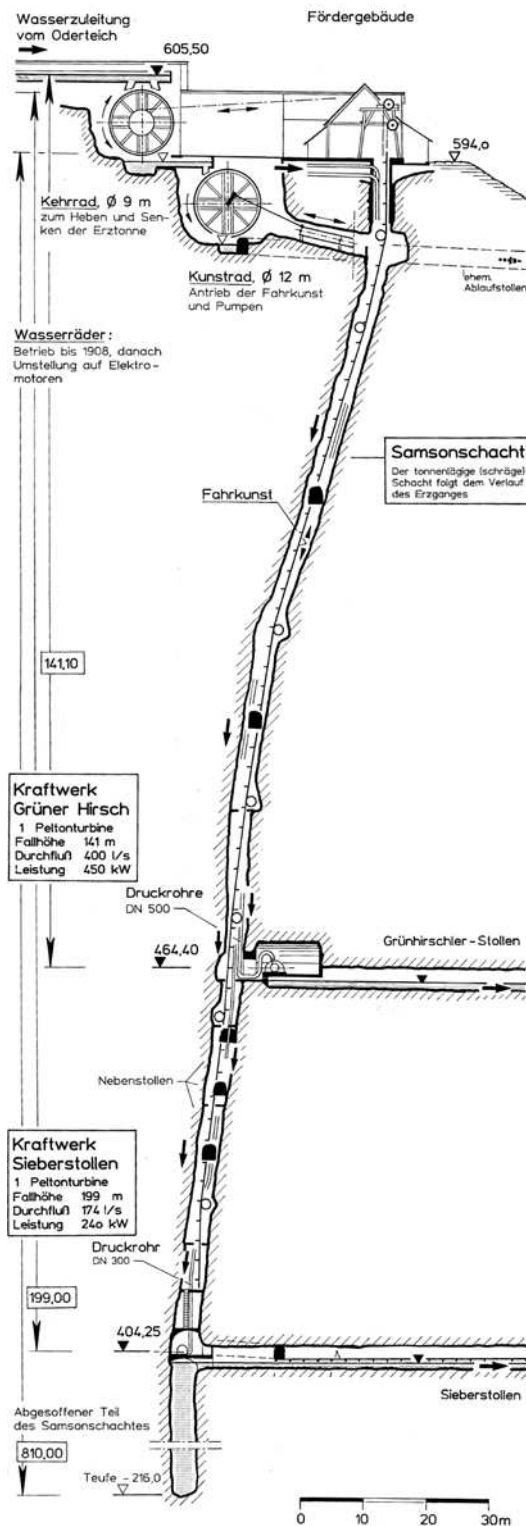 Wasserzuleitung
vom Oderteich
Fördergebäude
605,50
594,0
Kehrrad, Ø 9 m
zum Heben und Sen-
ken der Erztonne
Kunstrad, Ø 12 m
Antrieb der Fahrkunst
und Pumpen
ehem.
Ablaufstollen
Wasserräder:
Betrieb bis 1908, danach
Umstellung auf Elektro-
motoren
Samsonschacht
Der tonnenlägige (schräge)
Schacht folgt dem Verlauf
des Erzganges
Fahrkunst
141,10
Kraftwerk
Grüner Hirsch
1 Peltonturbine
Fallhöhe 141 m
Durchfluß 400 l/s
Leistung 450 kW
Druckrohre
DN 500
464,40
Grünhirschler-Stollen
Nebenstollen
Kraftwerk
Sieberstollen
1 Peltonturbine
Fallhöhe 199 m
Durchfluß 174 l/s
Leistung 240 kW
Druckrohr
DN 300
199,00
404,25
Sieberstollen
Abgesoffener Teil
des Samsonschachtes
810,00
Teufe -216,0
0 10 20 30m